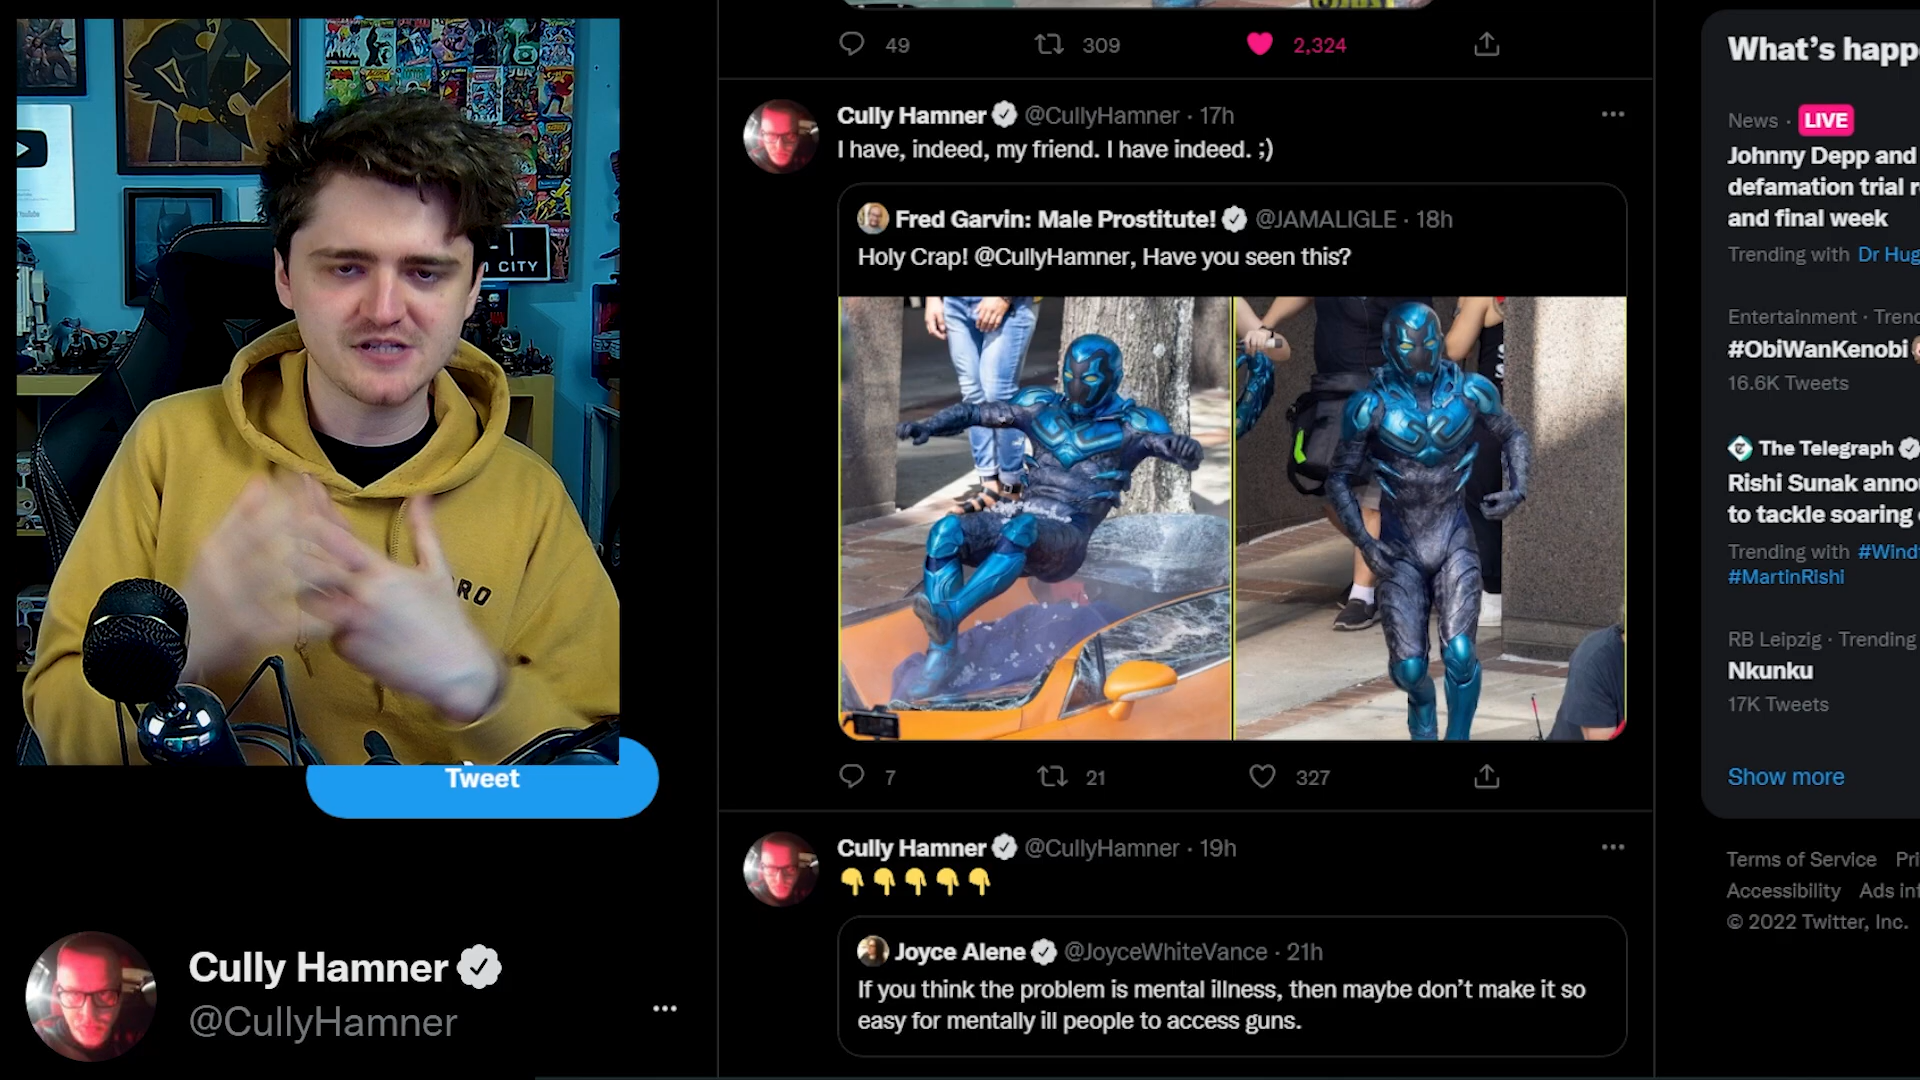 CITY
RO
Tweet
Cully Hamner
@CullyHamner
49
309
2,324
Cully Hamner @CullyHamner · 17h
I have, indeed, my friend. I have indeed. ;)
Fred Garvin: Male Prostitute! @JAMALIGLE · 18h
Holy Crap! @CullyHamner, Have you seen this?
7
21
327
Cully Hamner @CullyHamner · 19h
👇👇👇👇👇
Joyce Alene @JoyceWhiteVance · 21h
If you think the problem is mental illness, then maybe don’t make it so
easy for mentally ill people to access guns.
What’s happ
News · LIVE
Johnny Depp and
defamation trial r
and final week
Trending with Dr Hug
Entertainment · Trend
#ObiWanKenobi
16.6K Tweets
The Telegraph
Rishi Sunak annou
to tackle soaring
Trending with #Windf
#MartinRishi
RB Leipzig · Trending
Nkunku
17K Tweets
Show more
Terms of Service Pri
Accessibility Ads inf
© 2022 Twitter, Inc.